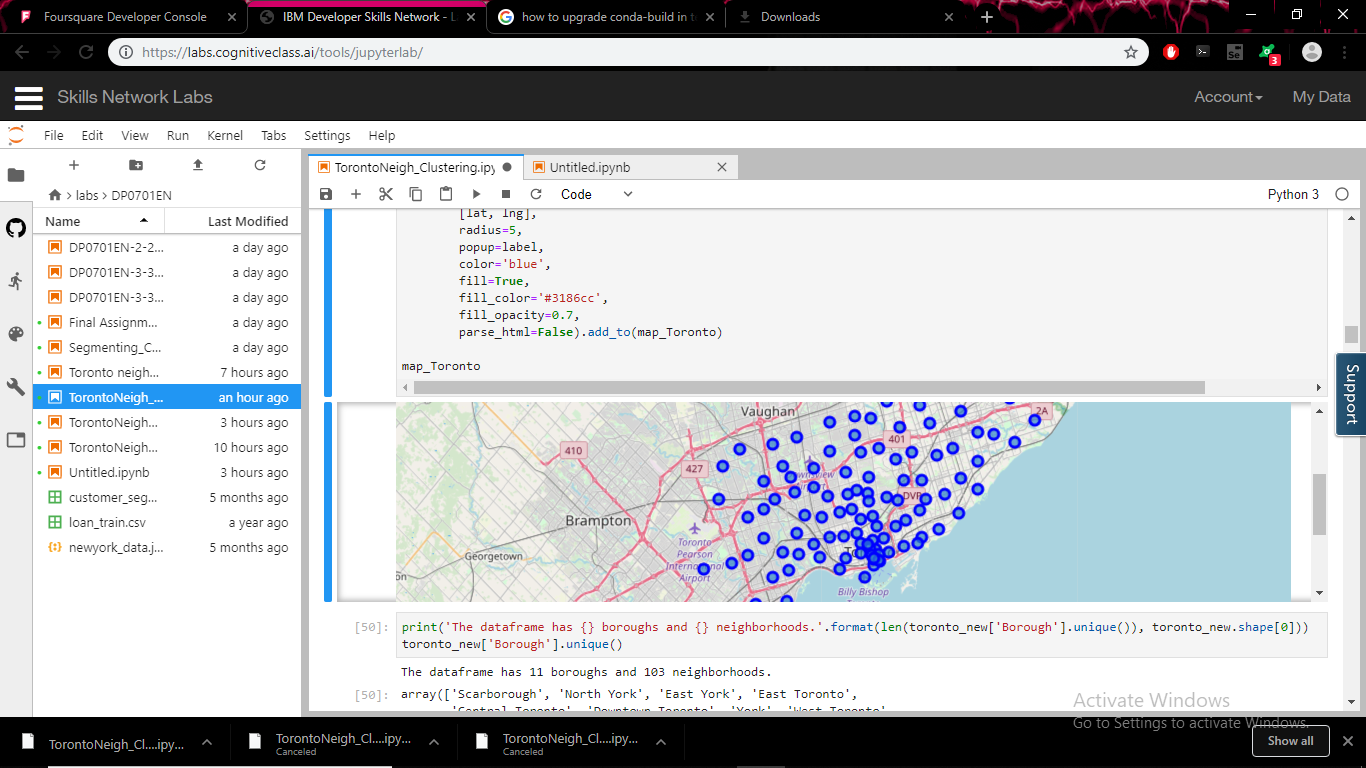 Foursquare Developer Console
IBM Developer Skills Network - L
how to upgrade conda-build in t
Downloads
https://labs.cognitiveclass.ai/tools/jupyterlab/
Se
3
Skills Network Labs
Account
My Data
File Edit View Run Kernel Tabs Settings Help
TorontoNeigh_Clustering.ipy
Untitled.ipynb
> labs > DP0701EN
Code
Python 3
Name
Last Modified
DP0701EN-2-2... a day ago
DP0701EN-3-3... a day ago
DP0701EN-3-3... a day ago
Final Assignm... a day ago
Segmenting_C... a day ago
Toronto neigh... 7 hours ago
TorontoNeigh_... an hour ago
TorontoNeigh... 3 hours ago
TorontoNeigh... 10 hours ago
Untitled.ipynb 3 hours ago
customer_seg... 5 months ago
loan_train.csv a year ago
newyork_data.j... 5 months ago
[lat, lng],
radius=5,
popup=label,
color='blue',
fill=True,
fill_color='#3186cc',
fill_opacity=0.7,
parse_html=False).add_to(map_Toronto)
map_Toronto
Support
Vaughan
2A
401
410
427
DVP
Brampton
Toronto
Pearson
International
Airport
Georgetown
Billy Bishop
[50]:
print('The dataframe has {} boroughs and {} neighborhoods.'.format(len(toronto_new['Borough'].unique()), toronto_new.shape[0]))
toronto_new['Borough'].unique()
The dataframe has 11 boroughs and 103 neighborhoods.
[50]:
array(['Scarborough', 'North York', 'East York', 'East Toronto',
'Central Toronto', 'Downtown Toronto', 'York', 'West Toronto',
Activate Windows
Go to Settings to activate Windows.
TorontoNeigh_Cl....ipy...
TorontoNeigh_Cl....ipy...
Canceled
TorontoNeigh_Cl....ipy...
Canceled
Show all